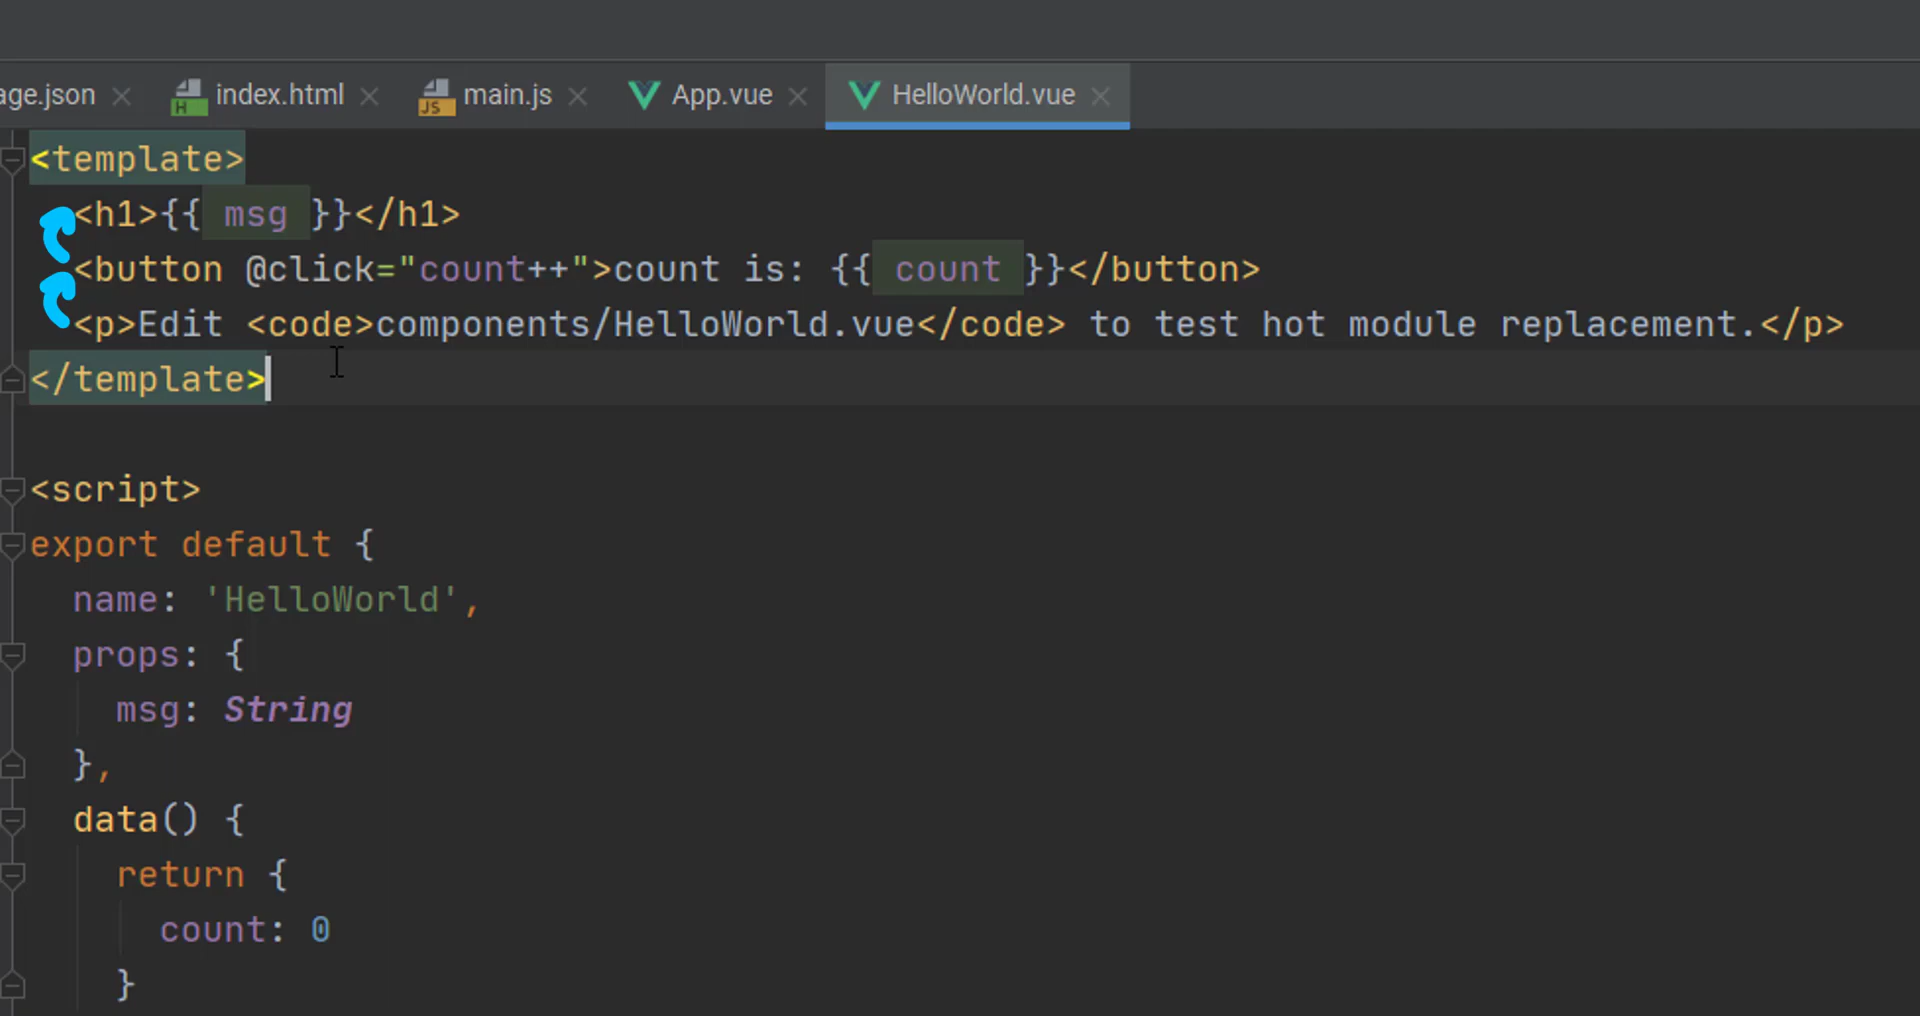 age.json index.html main.js App.vue HelloWorld.vue
<template>
<h1>{{ msg }}</h1>
<button @click="count++">count is: {{ count }}</button>
<p>Edit <code>components/HelloWorld.vue</code> to test hot module replacement.</p>
</template>
<script>
export default {
name: 'HelloWorld',
props: {
msg: String
},
data() {
return {
count: 0
}